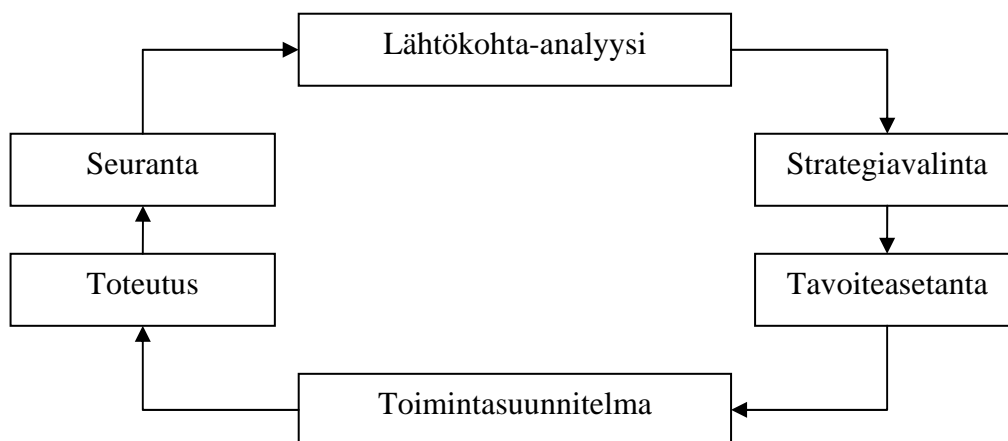 Lähtökohta-analyysi
Seuranta
Strategiavalinta
Toteutus
Tavoiteasetanta
Toimintasuunnitelma